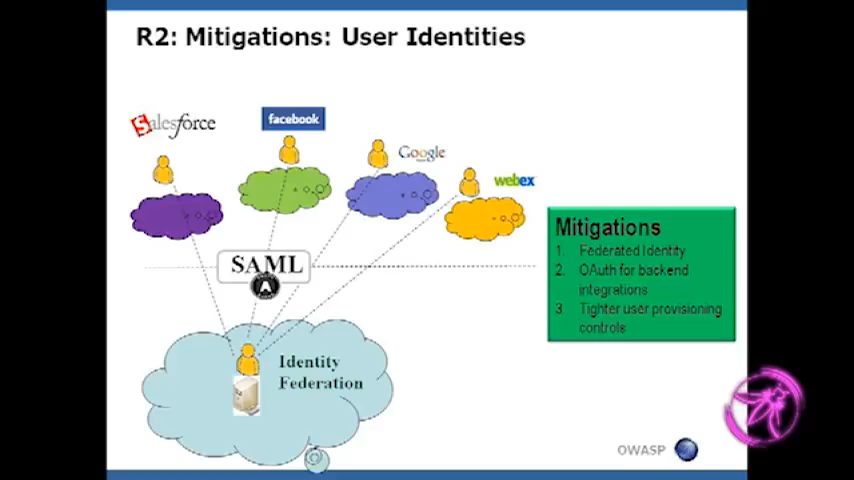 R2: Mitigations: User Identities
Salesforce
facebook
Google
webex
Mitigations
1. Federated Identity
2. OAuth for backend
integrations
3 Tighter user provisioning
controls
SAML
A
Identity
Federation
OWASP